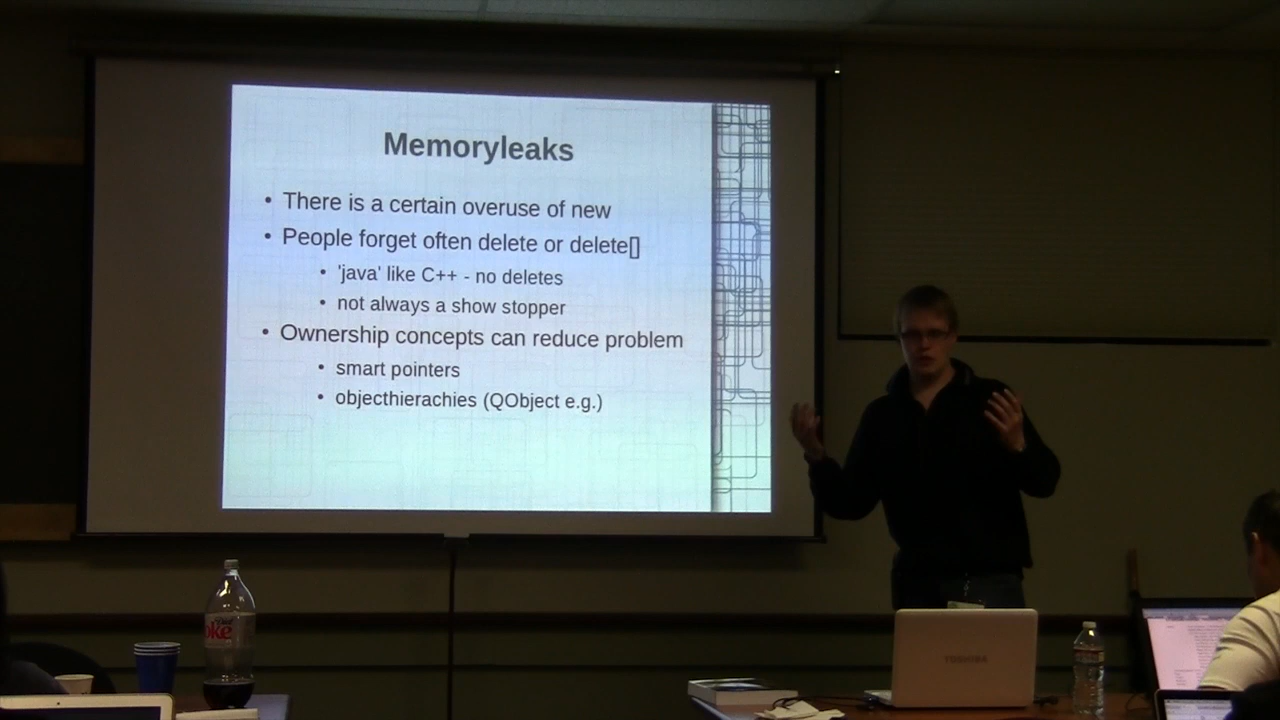 Memoryleaks
• There is a certain overuse of new
• People forget often delete or delete[]
• 'java' like C++ - no deletes
• not always a show stopper
• Ownership concepts can reduce problem
• smart pointers
• objecthierachies (QObject e.g.)
oke
TOSHIBA